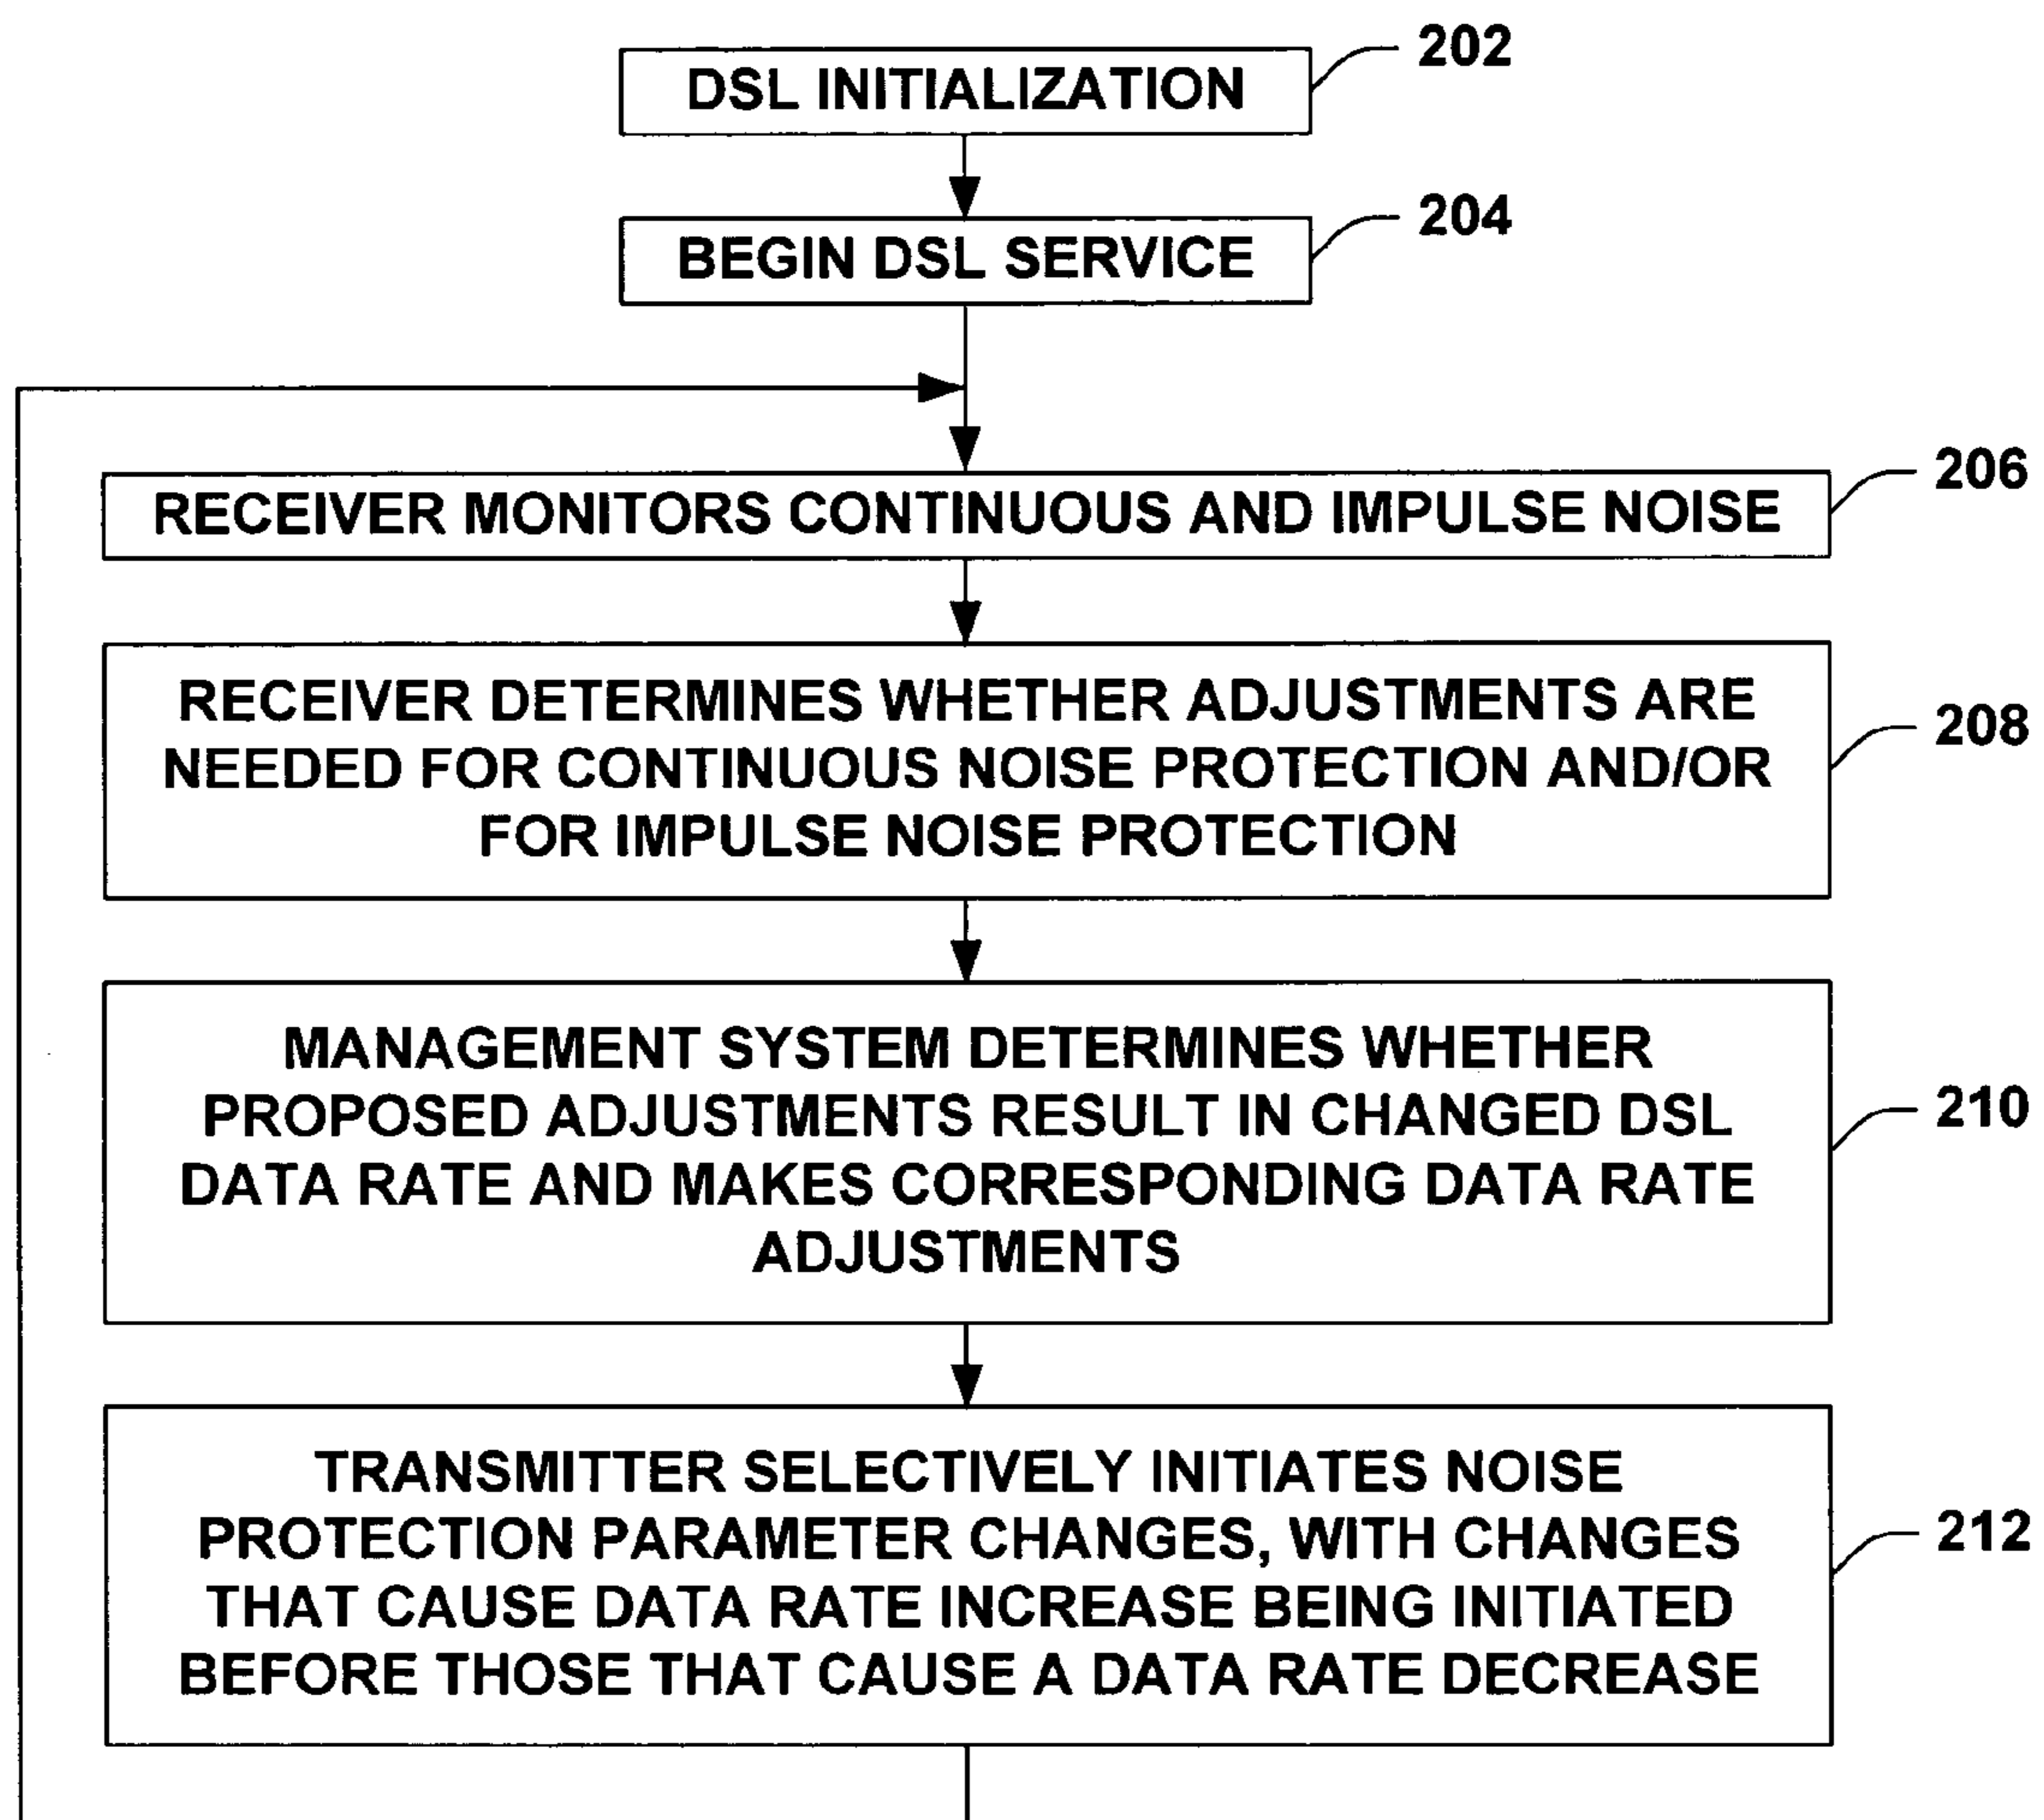 DSL INITIALIZATION
202
BEGIN DSL SERVICE
204
RECEIVER MONITORS CONTINUOUS AND IMPULSE NOISE
206
RECEIVER DETERMINES WHETHER ADJUSTMENTS ARE
NEEDED FOR CONTINUOUS NOISE PROTECTION AND/OR
FOR IMPULSE NOISE PROTECTION
208
MANAGEMENT SYSTEM DETERMINES WHETHER
PROPOSED ADJUSTMENTS RESULT IN CHANGED DSL
DATA RATE AND MAKES CORRESPONDING DATA RATE
ADJUSTMENTS
210
TRANSMITTER SELECTIVELY INITIATES NOISE
PROTECTION PARAMETER CHANGES, WITH CHANGES
THAT CAUSE DATA RATE INCREASE BEING INITIATED
BEFORE THOSE THAT CAUSE A DATA RATE DECREASE
212